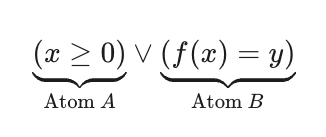 (x ≥ 0) ∨ (f(x) = y)
Atom A Atom B